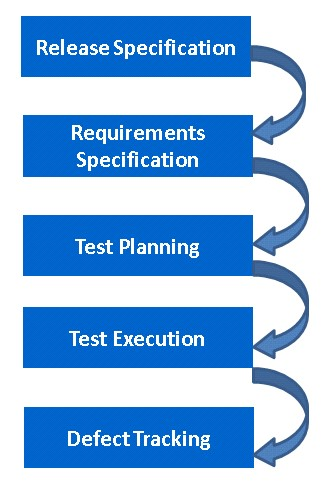 Release Specification
Requirements
Specification
Test Planning
Test Execution
Defect Tracking